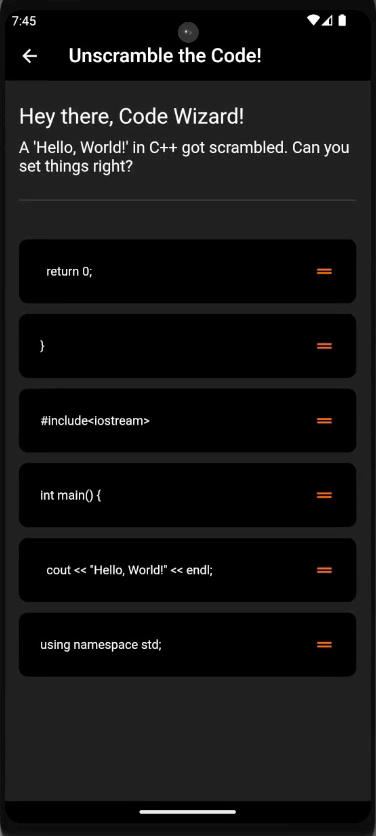 7:45
Unscramble the Code!
Hey there, Code Wizard!
A 'Hello, World!' in C++ got scrambled. Can you
set things right?
return 0;
}
#include<iostream>
int main() {
cout << "Hello, World!" << endl;
using namespace std;